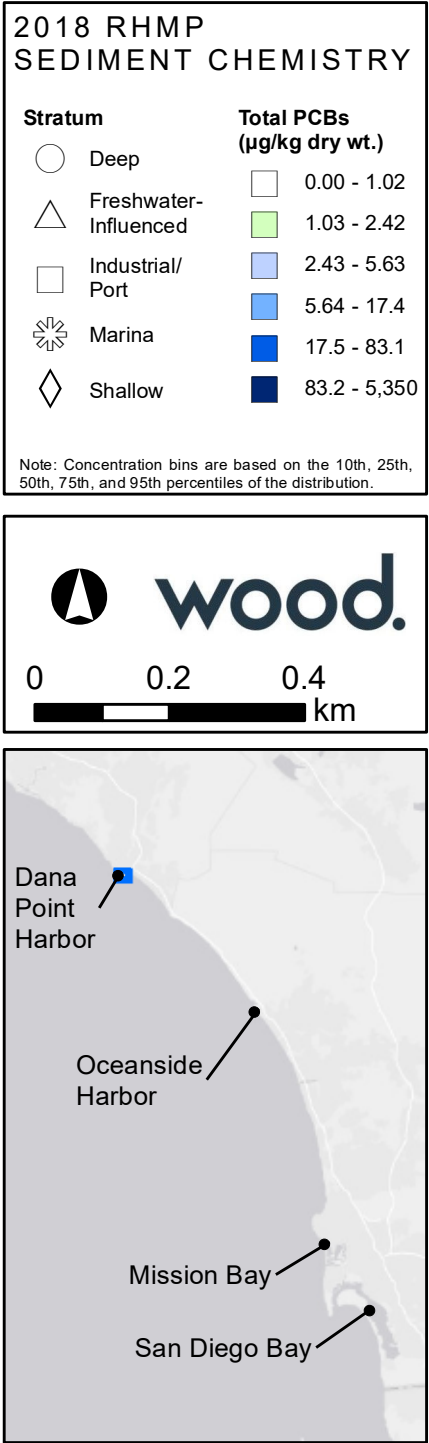 2018 RHMP
SEDIMENT CHEMISTRY
Stratum
Deep
Freshwater-
Influenced
Industrial/
Port
Marina
Shallow
Total PCBs
(µg/kg dry wt.)
0.00 - 1.02
1.03 - 2.42
2.43 - 5.63
5.64 - 17.4
17.5 - 83.1
83.2 - 5,350
Note: Concentration bins are based on the 10th, 25th,
50th, 75th, and 95th percentiles of the distribution.
wood.
0 0.2 0.4
km
Dana
Point
Harbor
Oceanside
Harbor
Mission Bay
San Diego Bay